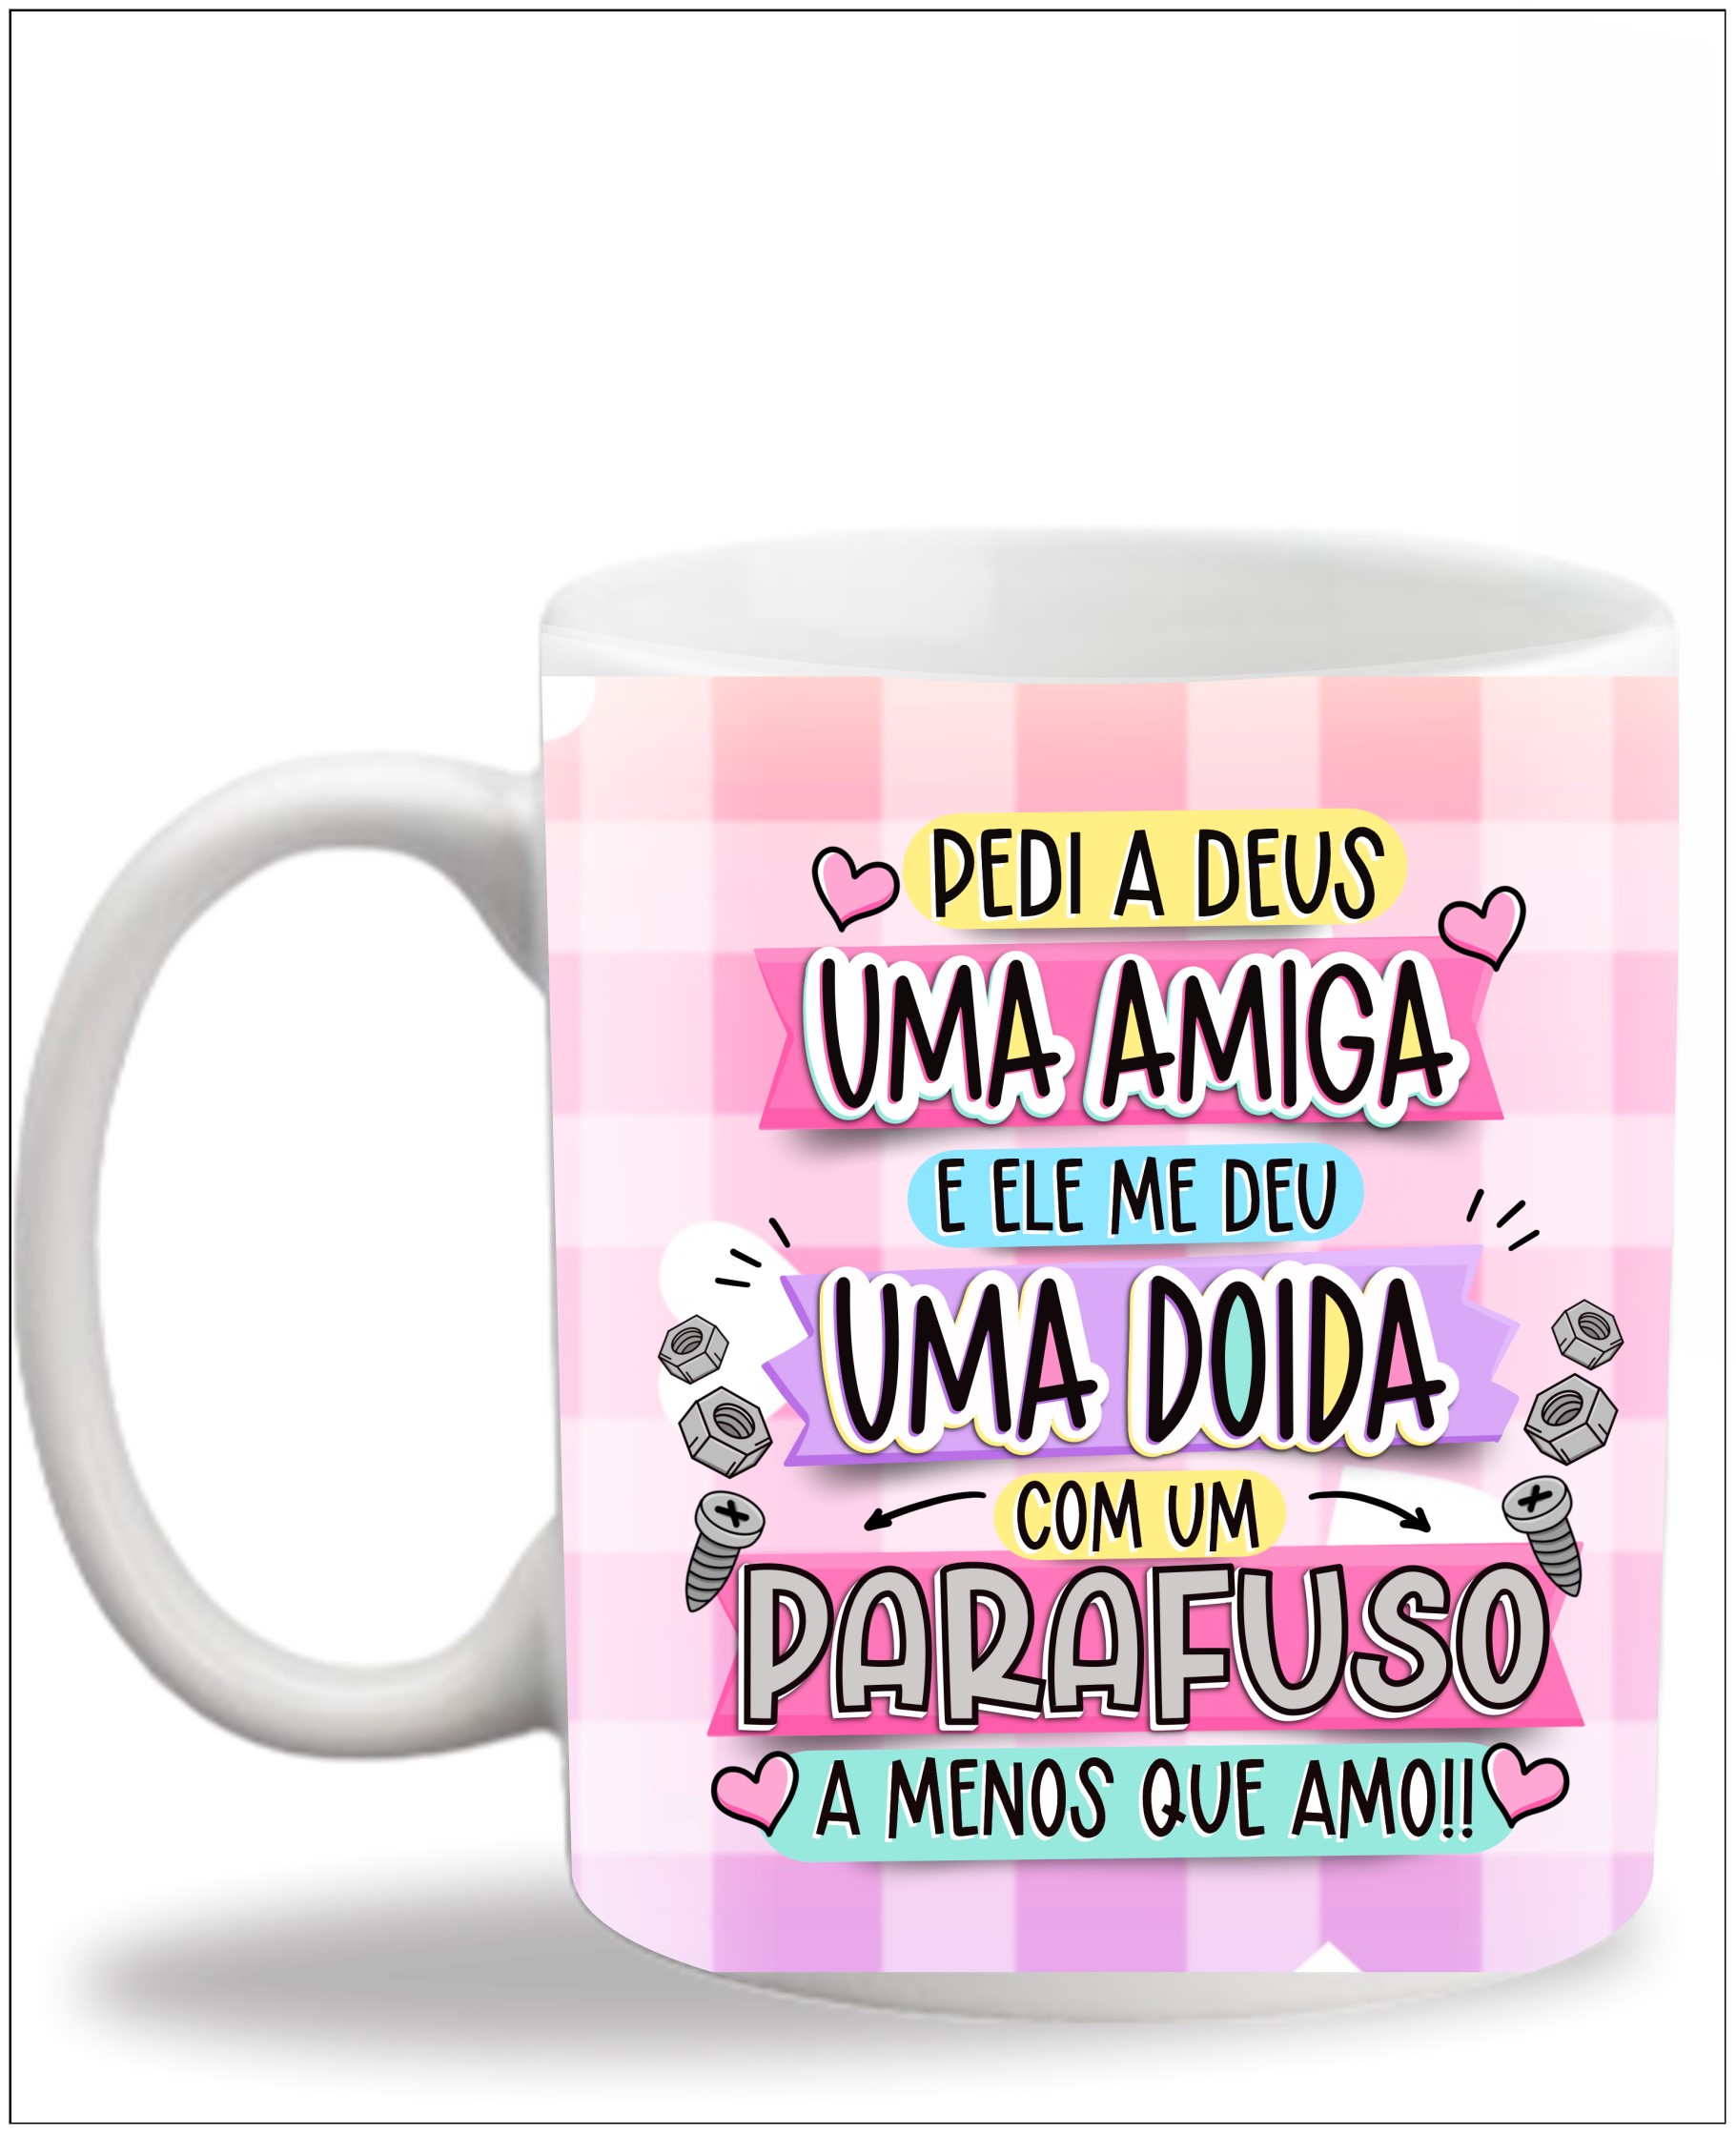 PEDI A DEUS
UMA AMIGA
E ELE ME DEU
UMA DOIDA
COM UM
PARAFUSO
A MENOS QUE AMO!!